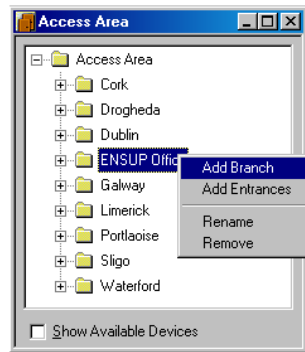 Access Area
Access Area
Cork
Drogheda
Dublin
ENSUP Offic
Add Branch
Galway
Add Entrances
Limerick
Rename
Portlaoise
Remove
Sligo
Waterford
Show Available Devices